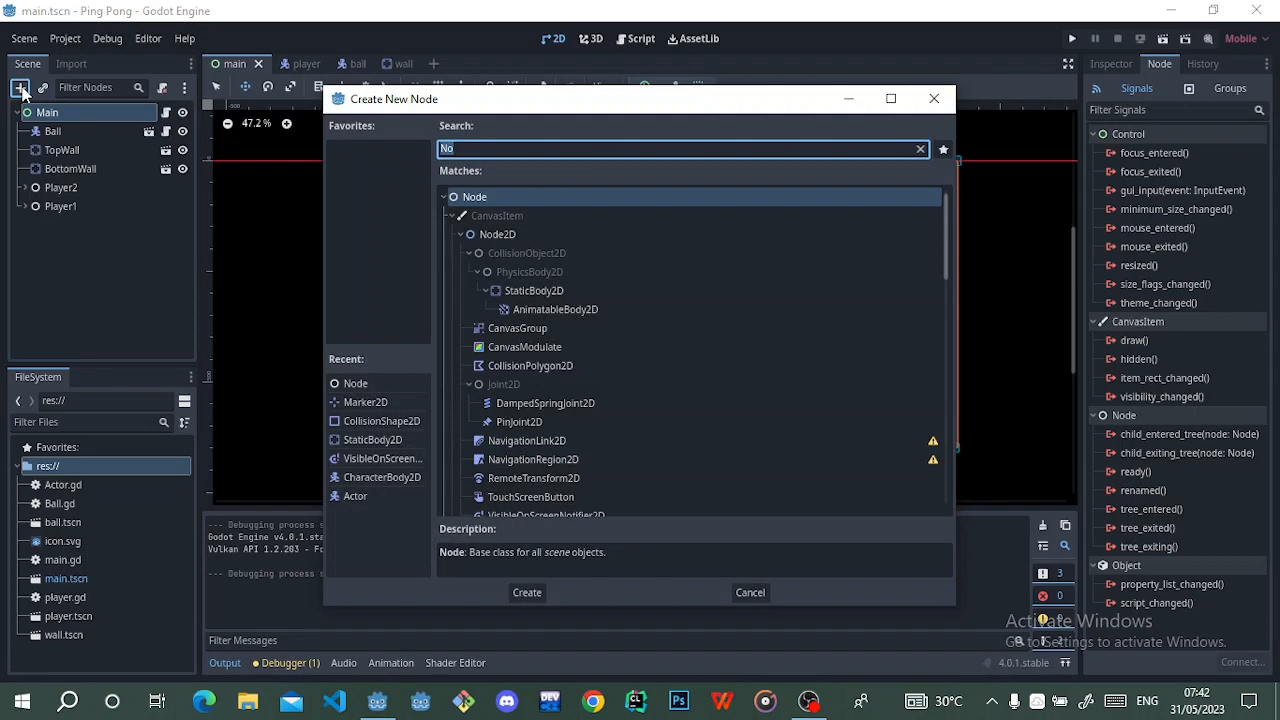 main.tscn - Ping Pong - Godot Engine
Scene Project Debug Editor Help
2D 3D Script AssetLib
Mobile
Scene Import
main player ball wall
Inspector Node History
Filter Nodes
Signals Groups
Filter Signals
Main
Ball
TopWall
BottomWall
Player2
Player1
-500
47.2 %
Create New Node
Favorites:
Search:
No
Matches:
Node
CanvasItem
Node2D
CollisionObject2D
PhysicsBody2D
StaticBody2D
AnimatableBody2D
CanvasGroup
CanvasModulate
CollisionPolygon2D
Joint2D
DampedSpringJoint2D
PinJoint2D
NavigationLink2D
NavigationRegion2D
RemoteTransform2D
TouchScreenButton
VisibleOnScreenNotifier2D
Recent:
Node
Marker2D
CollisionShape2D
StaticBody2D
VisibleOnScreen...
CharacterBody2D
Actor
Description:
Node: Base class for all scene objects.
Create Cancel
Control
focus_entered()
focus_exited()
gui_input(event: InputEvent)
minimum_size_changed()
mouse_entered()
mouse_exited()
resized()
size_flags_changed()
theme_changed()
CanvasItem
draw()
hidden()
item_rect_changed()
visibility_changed()
Node
child_entered_tree(node: Node)
child_exiting_tree(node: Node)
ready()
renamed()
tree_entered()
tree_exited()
tree_exiting()
Object
property_list_changed()
script_changed()
Connect...
FileSystem
res://
Filter Files
Favorites:
res://
Actor.gd
Ball.gd
ball.tscn
icon.svg
main.gd
main.tscn
player.gd
player.tscn
wall.tscn
--- Debugging process s
Godot Engine v4.0.1.sta
Vulkan API 1.2.203 - Fo
--- Debugging process s
3
0
Filter Messages
Output Debugger (1) Audio Animation Shader Editor
4.0.1.stable
Activate Windows
Go to Settings to activate Windows.
30°C
ENG
07:42
31/05/2023